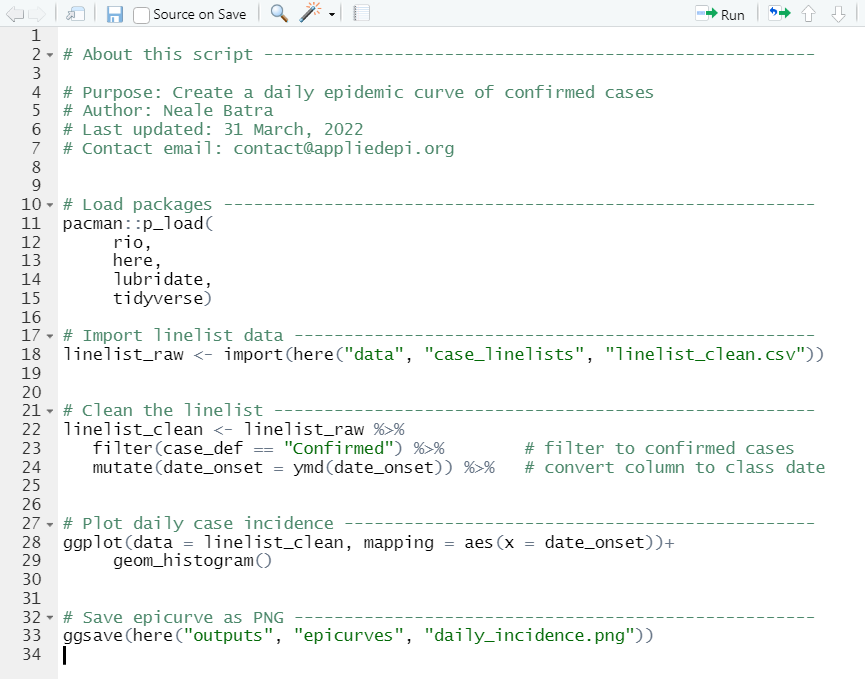 Source on Save Run
1
2 # About this script -------------------------------------------------------
3
4 # Purpose: Create a daily epidemic curve of confirmed cases
5 # Author: Neale Batra
6 # Last updated: 31 March, 2022
7 # Contact email: contact@appliedepi.org
8
9
10 # Load packages -----------------------------------------------------------
11 pacman::p_load(
12      rio,
13      here,
14      lubridate,
15      tidyverse)
16
17 # Import linelist data ----------------------------------------------------
18 linelist_raw <- import(here("data", "case_linelists", "linelist_clean.csv"))
19
20
21 # Clean the linelist ------------------------------------------------------
22 linelist_clean <- linelist_raw %>%
23    filter(case_def == "Confirmed") %>%        # filter to confirmed cases
24    mutate(date_onset = ymd(date_onset)) %>%   # convert column to class date
25
26
27 # Plot daily case incidence -----------------------------------------------
28 ggplot(data = linelist_clean, mapping = aes(x = date_onset))+
29      geom_histogram()
30
31
32 # Save epicurve as PNG ----------------------------------------------------
33 ggsave(here("outputs", "epicurves", "daily_incidence.png"))
34